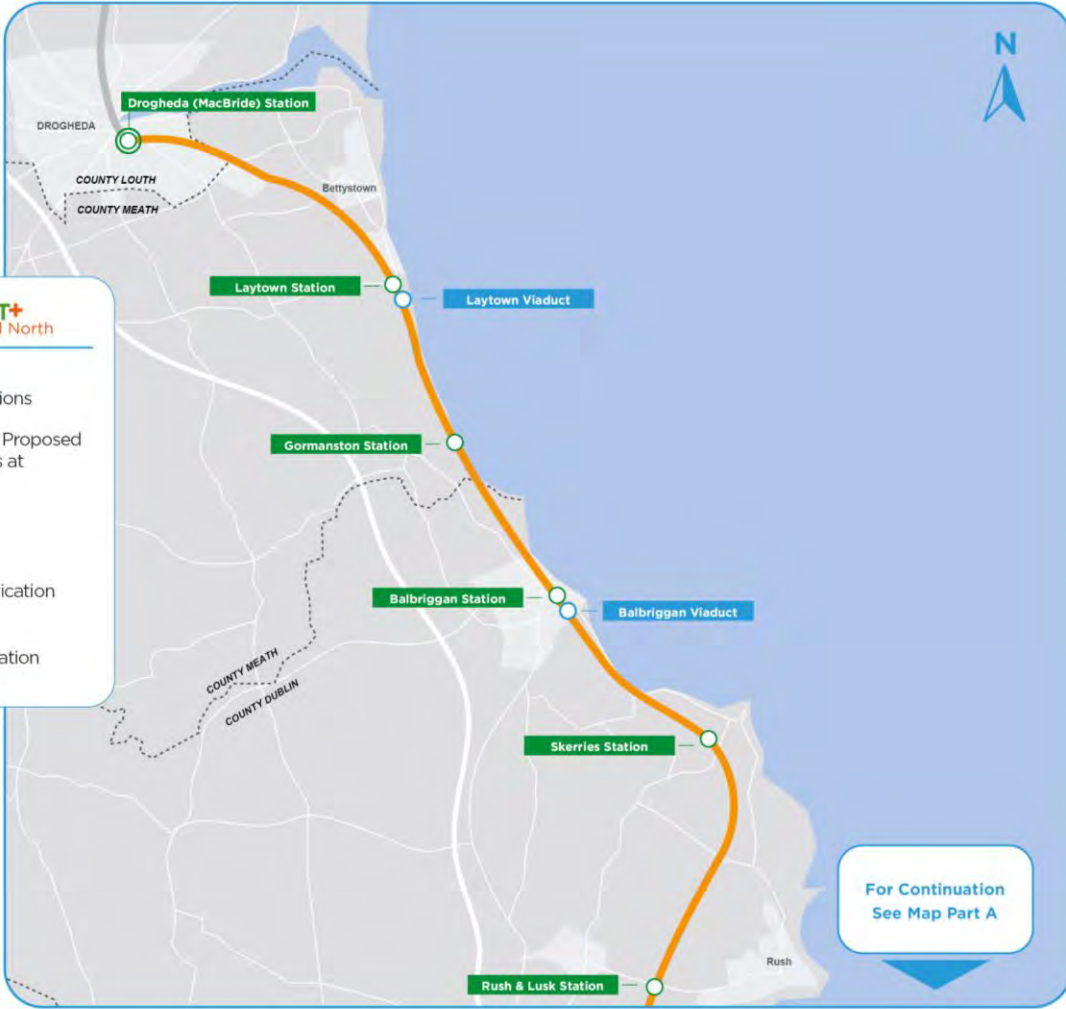 N
Drogheda (MacBride) Station
DROGHEDA
COUNTY LOUTH
COUNTY MEATH
Bettystown
Laytown Station
Laytown Viaduct
T+
North
ions
Proposed
s at
ication
ation
Gormanston Station
Balbriggan Station
Balbriggan Viaduct
COUNTY MEATH
COUNTY DUBLIN
Skerries Station
For Continuation
See Map Part A
Rush
Rush & Lusk Station